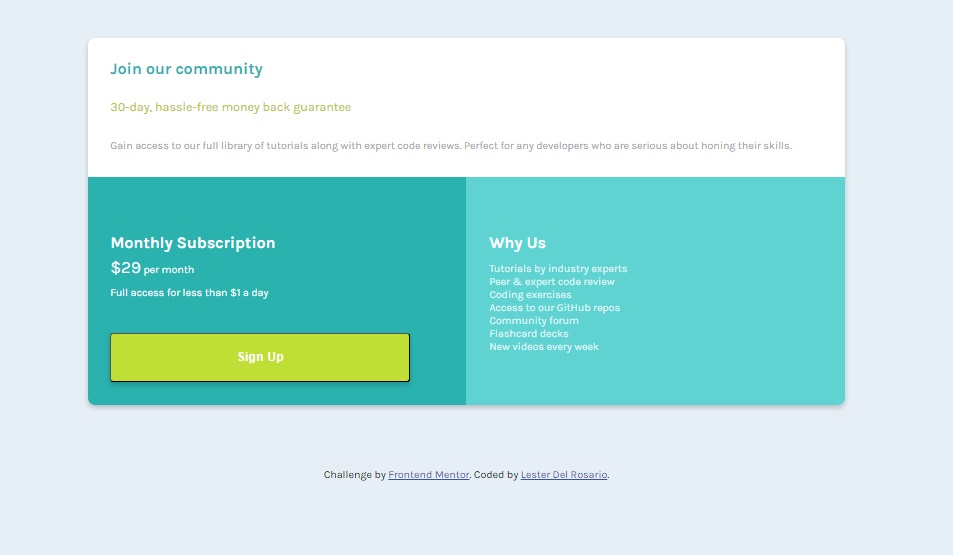 Join our community
30-day, hassle-free money back guarantee
Gain access to our full library of tutorials along with expert code reviews. Perfect for any developers who are serious about honing their skills.
Monthly Subscription
$29 per month
Full access for less than $1 a day
Sign Up
Why Us
Tutorials by industry experts
Peer & expert code review
Coding exercises
Access to our GitHub repos
Community forum
Flashcard decks
New videos every week
Challenge by Frontend Mentor. Coded by Lester Del Rosario.